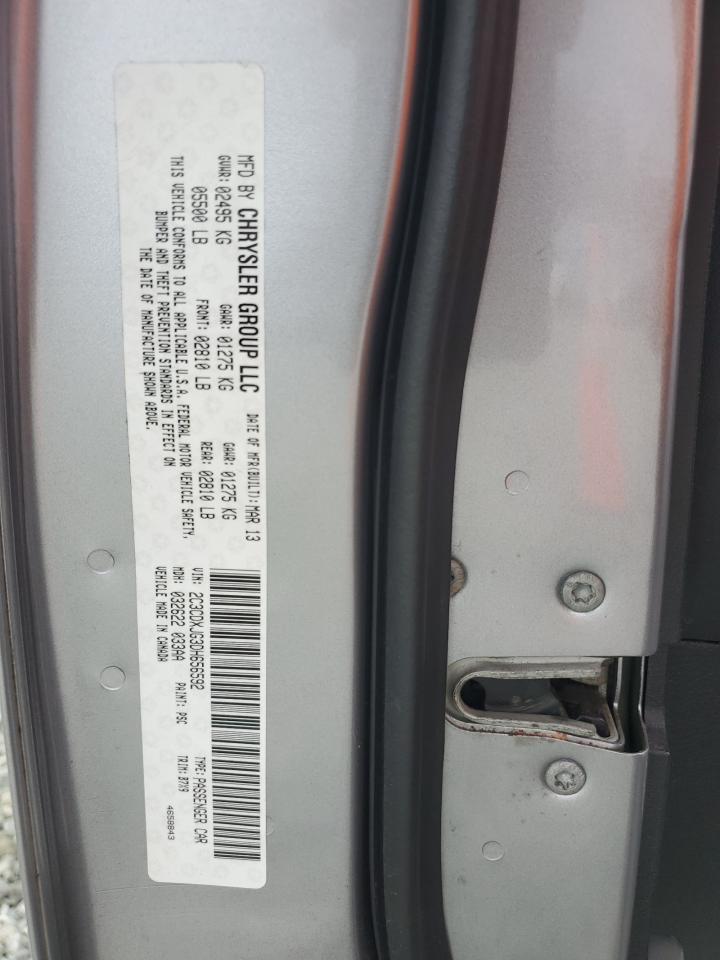 MFD BY CHRYSLER GROUP LLC DATE OF MFR(BUILT): MAR 13
GVWR: 02495 KG GAWR: 01275 KG GAWR: 01275 KG
05500 LB FRONT: 02810 LB REAR: 02810 LB
THIS VEHICLE CONFORMS TO ALL APPLICABLE U.S.A. FEDERAL MOTOR VEHICLE SAFETY,
BUMPER AND THEFT PREVENTION STANDARDS IN EFFECT ON
THE DATE OF MANUFACTURE SHOWN ABOVE.
VIN: 2C3CDXJG3DH656592 TYPE: PASSENGER CAR
MDH: 032622 033AA PAINT: PSC TRIM: B7X9
VEHICLE MADE IN CANADA 4658843